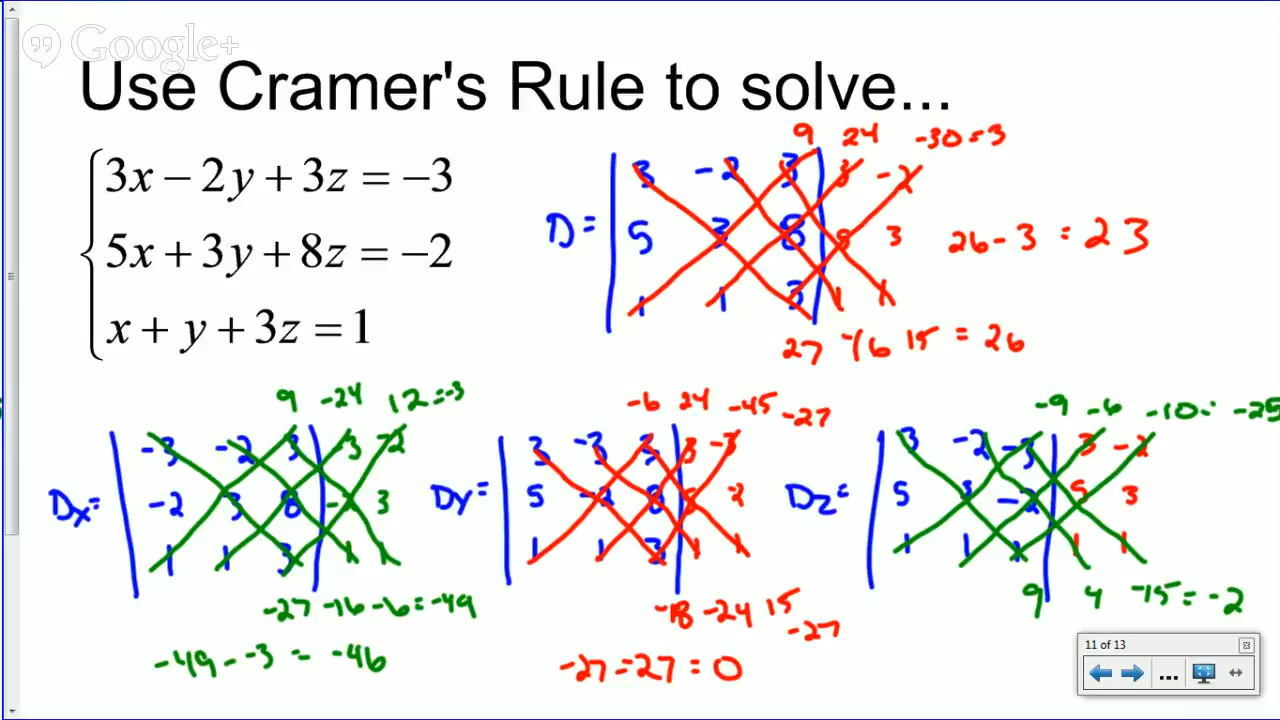 Google+
Use Cramer's Rule to solve...
3x − 2y + 3z = −3
5x + 3y + 8z = −2
x + y + 3z = 1
9 24 -30 = 3
D =
3 -2 3 3 -2
5 3 8 5 3
1 1 3 1 1
26 - 3 = 23
27 -16 15 = 26
9 -24 12 = -3
Dx =
-3 -2 3 -3 -2
-2 3 8 -2 3
1 1 3 1 1
-27 -16 -6 = -49
-49 - -3 = -46
-6 24 -45 -27
Dy =
3 -3 3 3 -3
5 -2 8 5 -2
1 1 3 1 1
-18 -24 15
-27
-27 - -27 = 0
-9 -6 -10 = -25
Dz =
3 -2 -3 3 -2
5 3 -2 5 3
1 1 1 1 1
9 4 -15 = -2
11 of 13